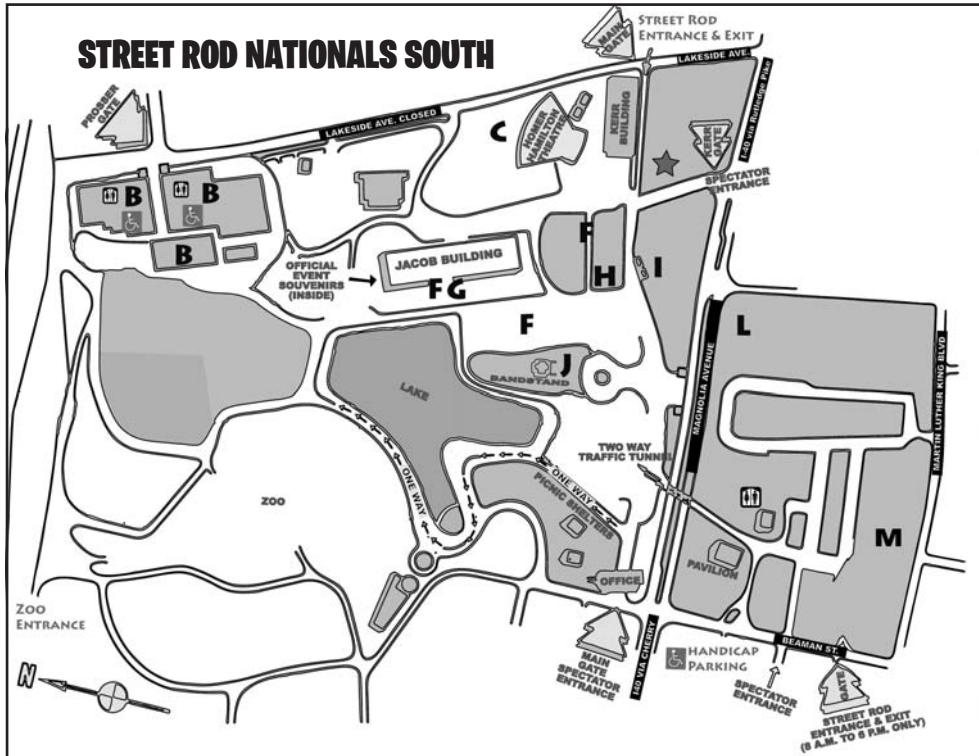 STREET ROD NATIONALS SOUTH
MAIN
GATE
STREET ROD
ENTRANCE & EXIT
LAKESIDE AVE.
I-40 via Rutledge Pike
PROSSER
GATE
LAKESIDE AVE. CLOSED
C
HOMER
HAMILTON
THEATRE
KERR
BUILDING
KERR
GATE
SPECTATOR
ENTRANCE
B
B
B
OFFICIAL
EVENT
SOUVENIRS
(INSIDE)
JACOB BUILDING
F G
F
H
I
F
L
J
BANDSTAND
LAKE
MAGNOLIA AVENUE
MARTIN LUTHER KING BLVD
TWO WAY
TRAFFIC TUNNEL
ONE WAY
ONE WAY
PICNIC SHELTERS
ZOO
M
PAVILION
OFFICE
ZOO
ENTRANCE
MAIN
GATE
SPECTATOR
ENTRANCE
I40 VIA CHERRY
HANDICAP
PARKING
BEAMAN ST.
SPECTATOR
ENTRANCE
GATE
STREET ROD
ENTRANCE & EXIT
(8 A.M. TO 6 P.M. ONLY)
N